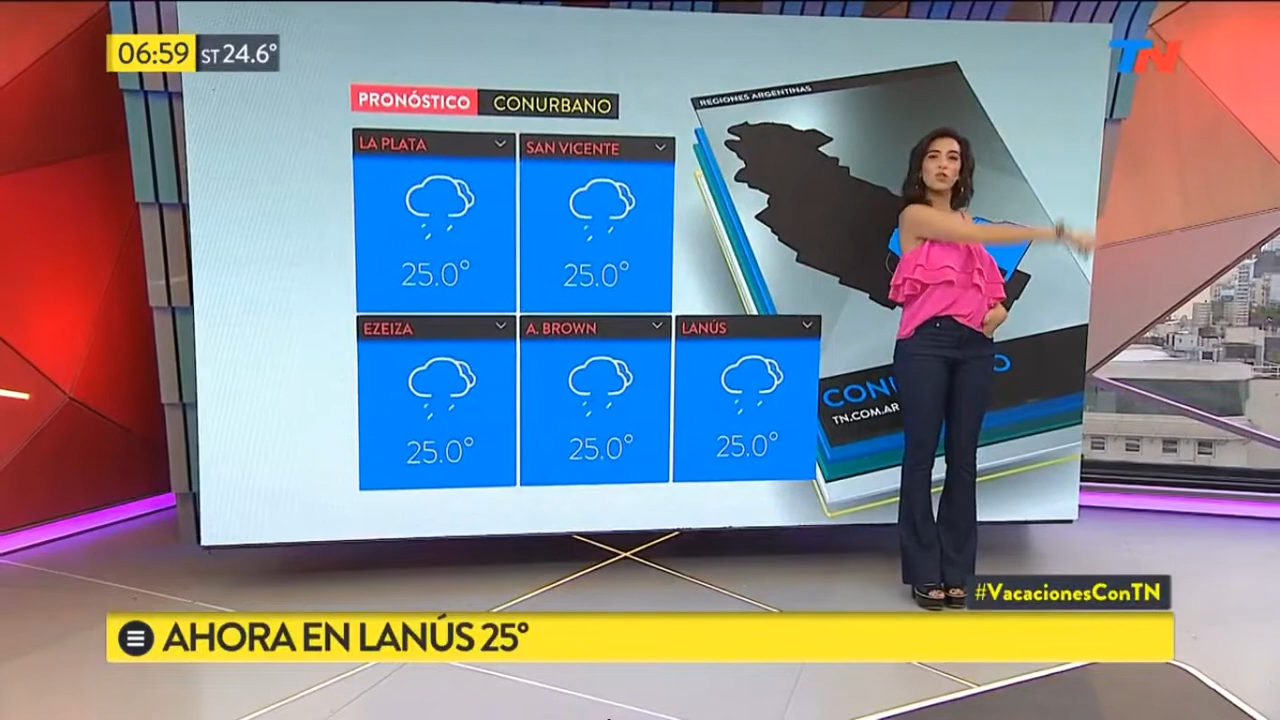 06:59 ST 24.6°
TN
PRONÓSTICO CONURBANO
REGIONES ARGENTINAS
LA PLATA
25.0°
SAN VICENTE
25.0°
EZEIZA
25.0°
A. BROWN
25.0°
LANÚS
25.0°
TN.COM.AR
#VacacionesConTN
AHORA EN LANÚS 25°